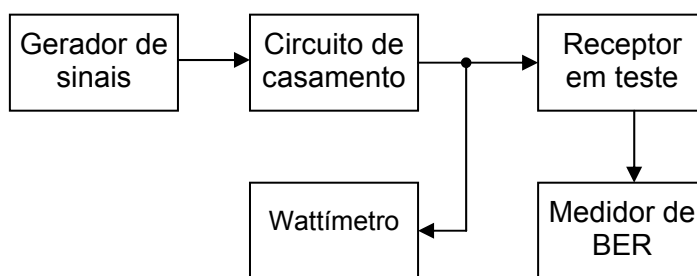 Gerador de
sinais
Circuito de
casamento
Receptor
em teste
Wattímetro
Medidor de
BER